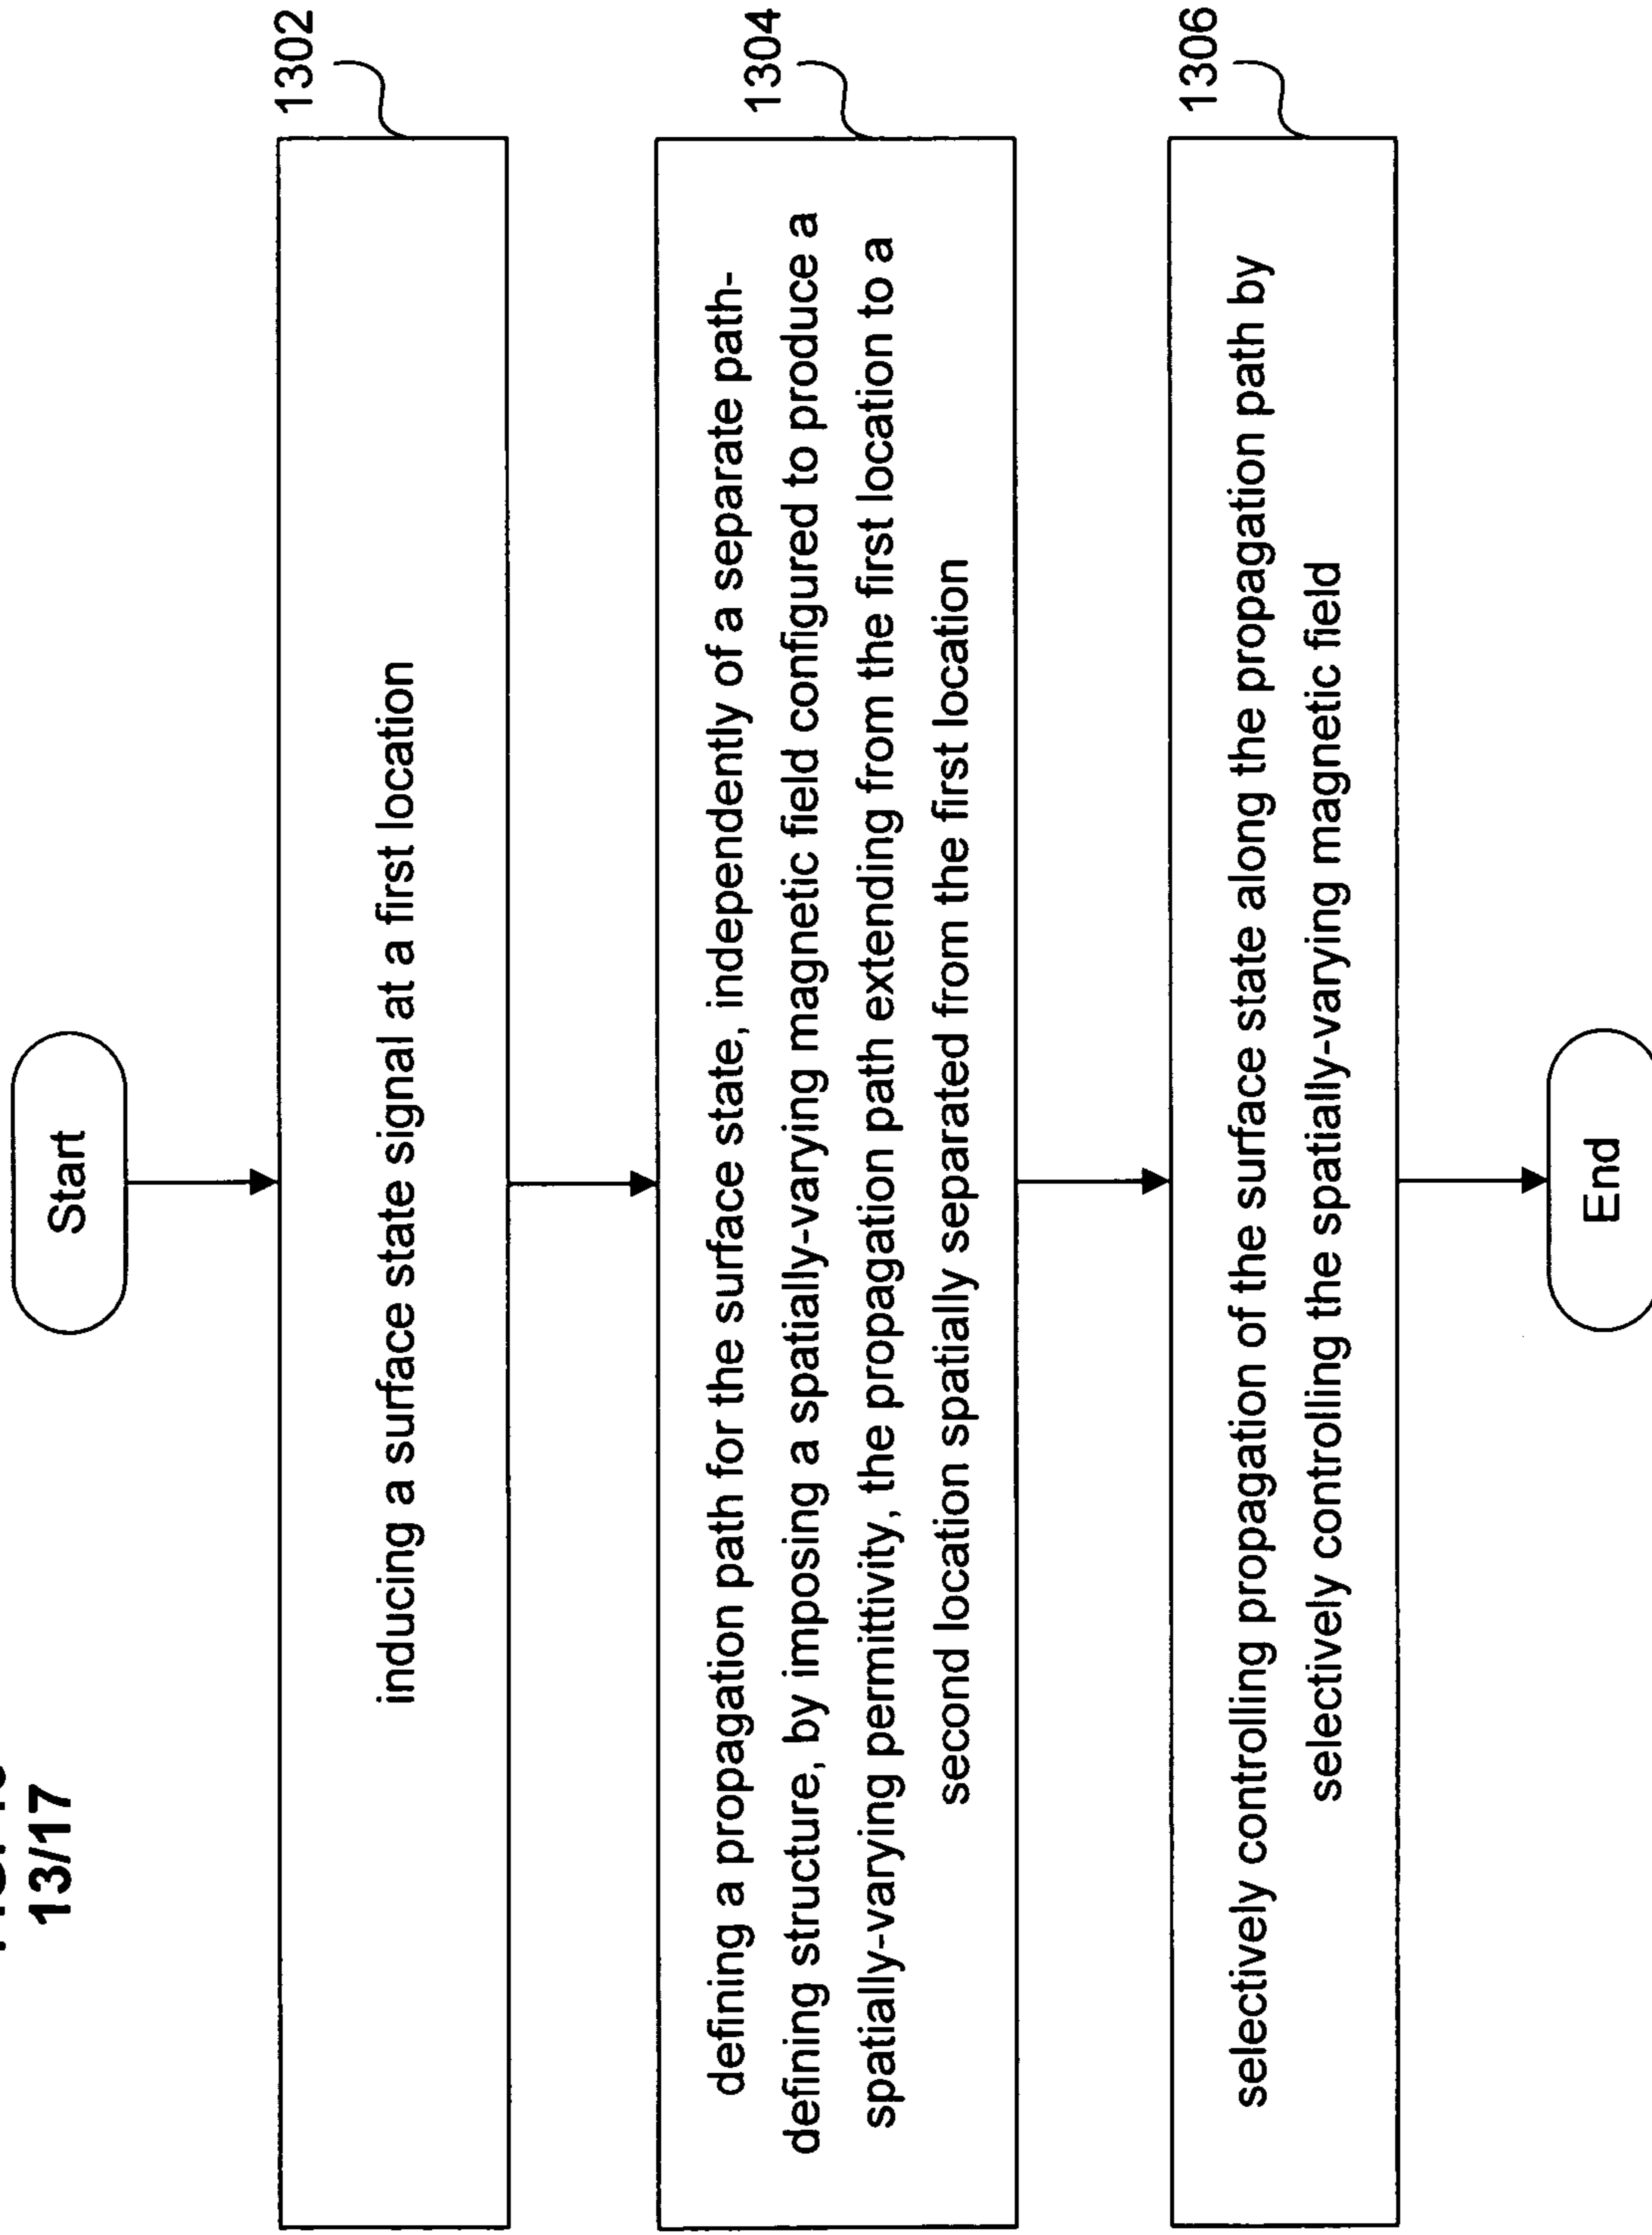 13/17
Start
1302
inducing a surface state signal at a first location
1304
defining a propagation path for the surface state, independently of a separate path-
defining structure, by imposing a spatially-varying magnetic field configured to produce a
spatially-varying permittivity, the propagation path extending from the first location to a
second location spatially separated from the first location
1306
selectively controlling propagation of the surface state along the propagation path by
selectively controlling the spatially-varying magnetic field
End